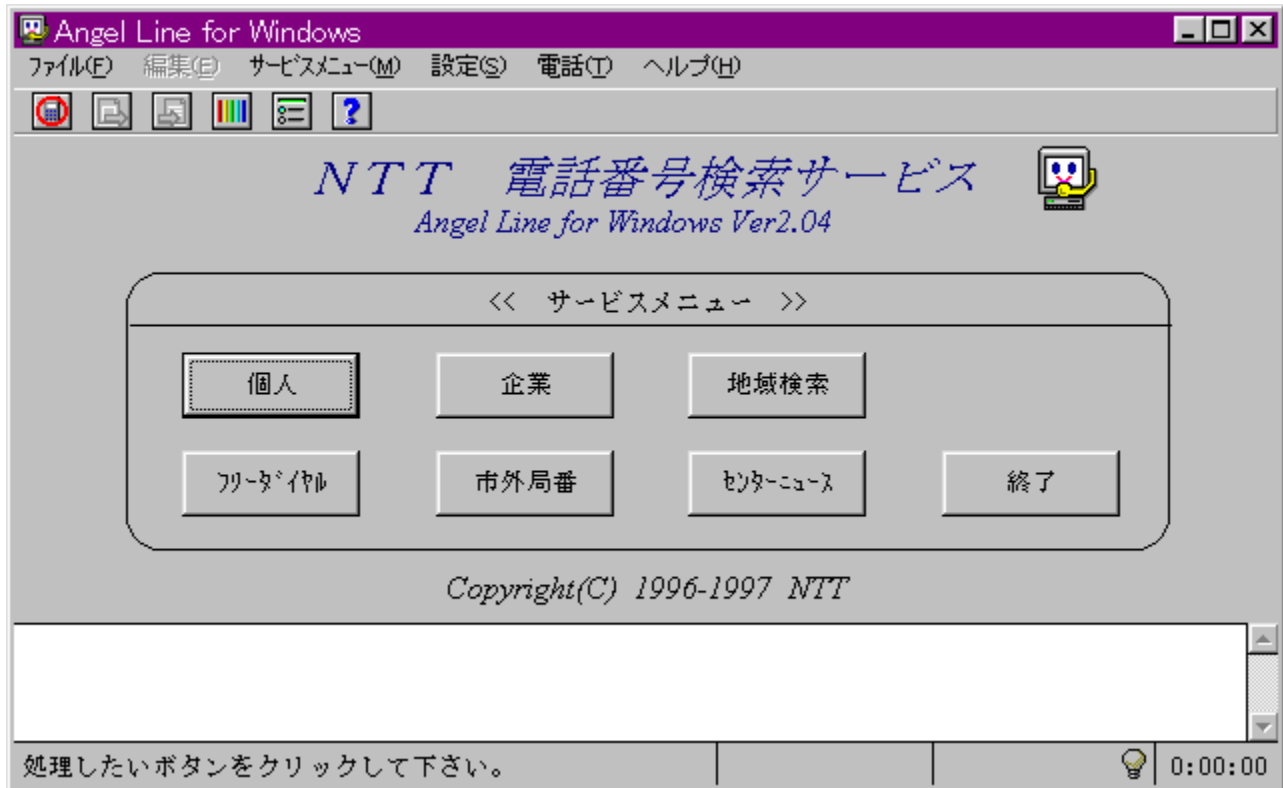 Angel Line for Windows
ﾌｧｲﾙ(F) 編集(E) ｻｰﾋﾞｽﾒﾆｭｰ(M) 設定(S) 電話(T) ヘルプ(H)
NTT 電話番号検索サービス
Angel Line for Windows Ver2.04
<< サービスメニュー >>
個人 企業 地域検索
ﾌﾘｰﾀﾞｲﾔﾙ 市外局番 ｾﾝﾀｰﾆｭｰｽ 終了
Copyright(C) 1996-1997 NTT
処理したいボタンをクリックして下さい。 0:00:00